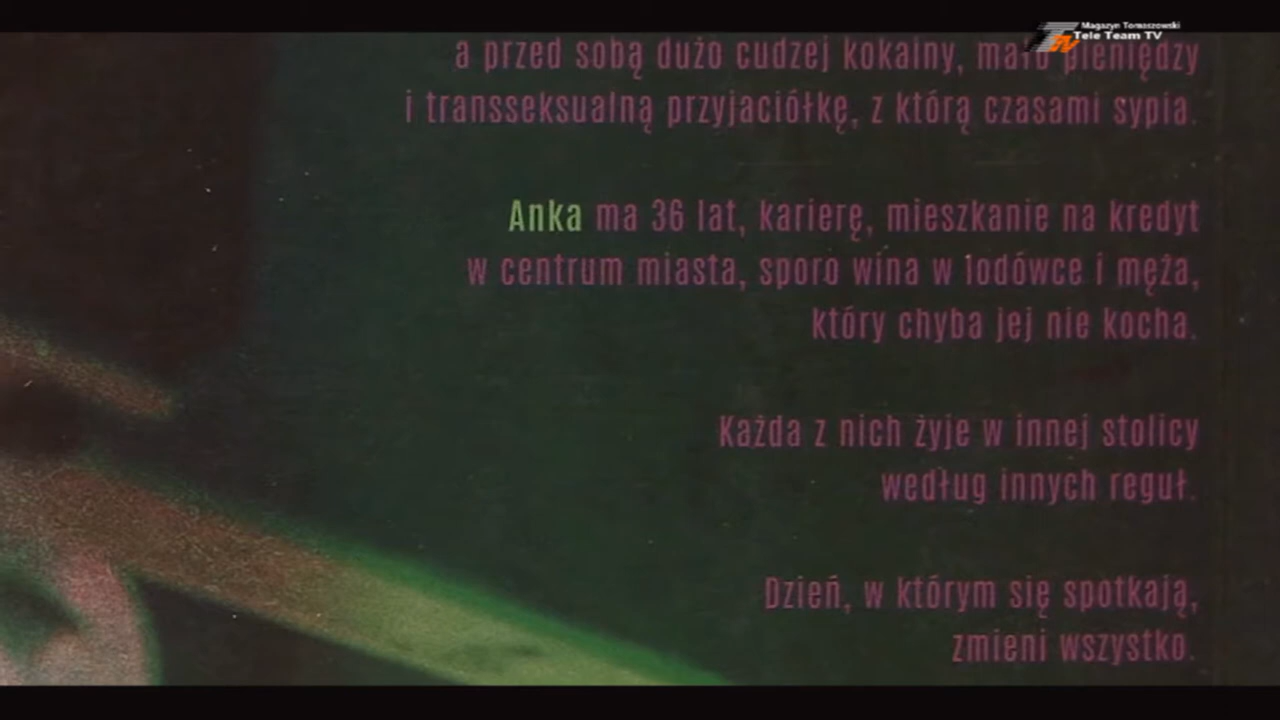 Magazyn Tomaszowski
Tele Team TV
a przed sobą dużo cudzej kokainy, mało pieniędzy
i transseksualną przyjaciółkę, z którą czasami sypia.
Anka ma 36 lat, karierę, mieszkanie na kredyt
w centrum miasta, sporo wina w lodówce i męża,
który chyba jej nie kocha.
Każda z nich żyje w innej stolicy
według innych reguł.
Dzień, w którym się spotkają,
zmieni wszystko.